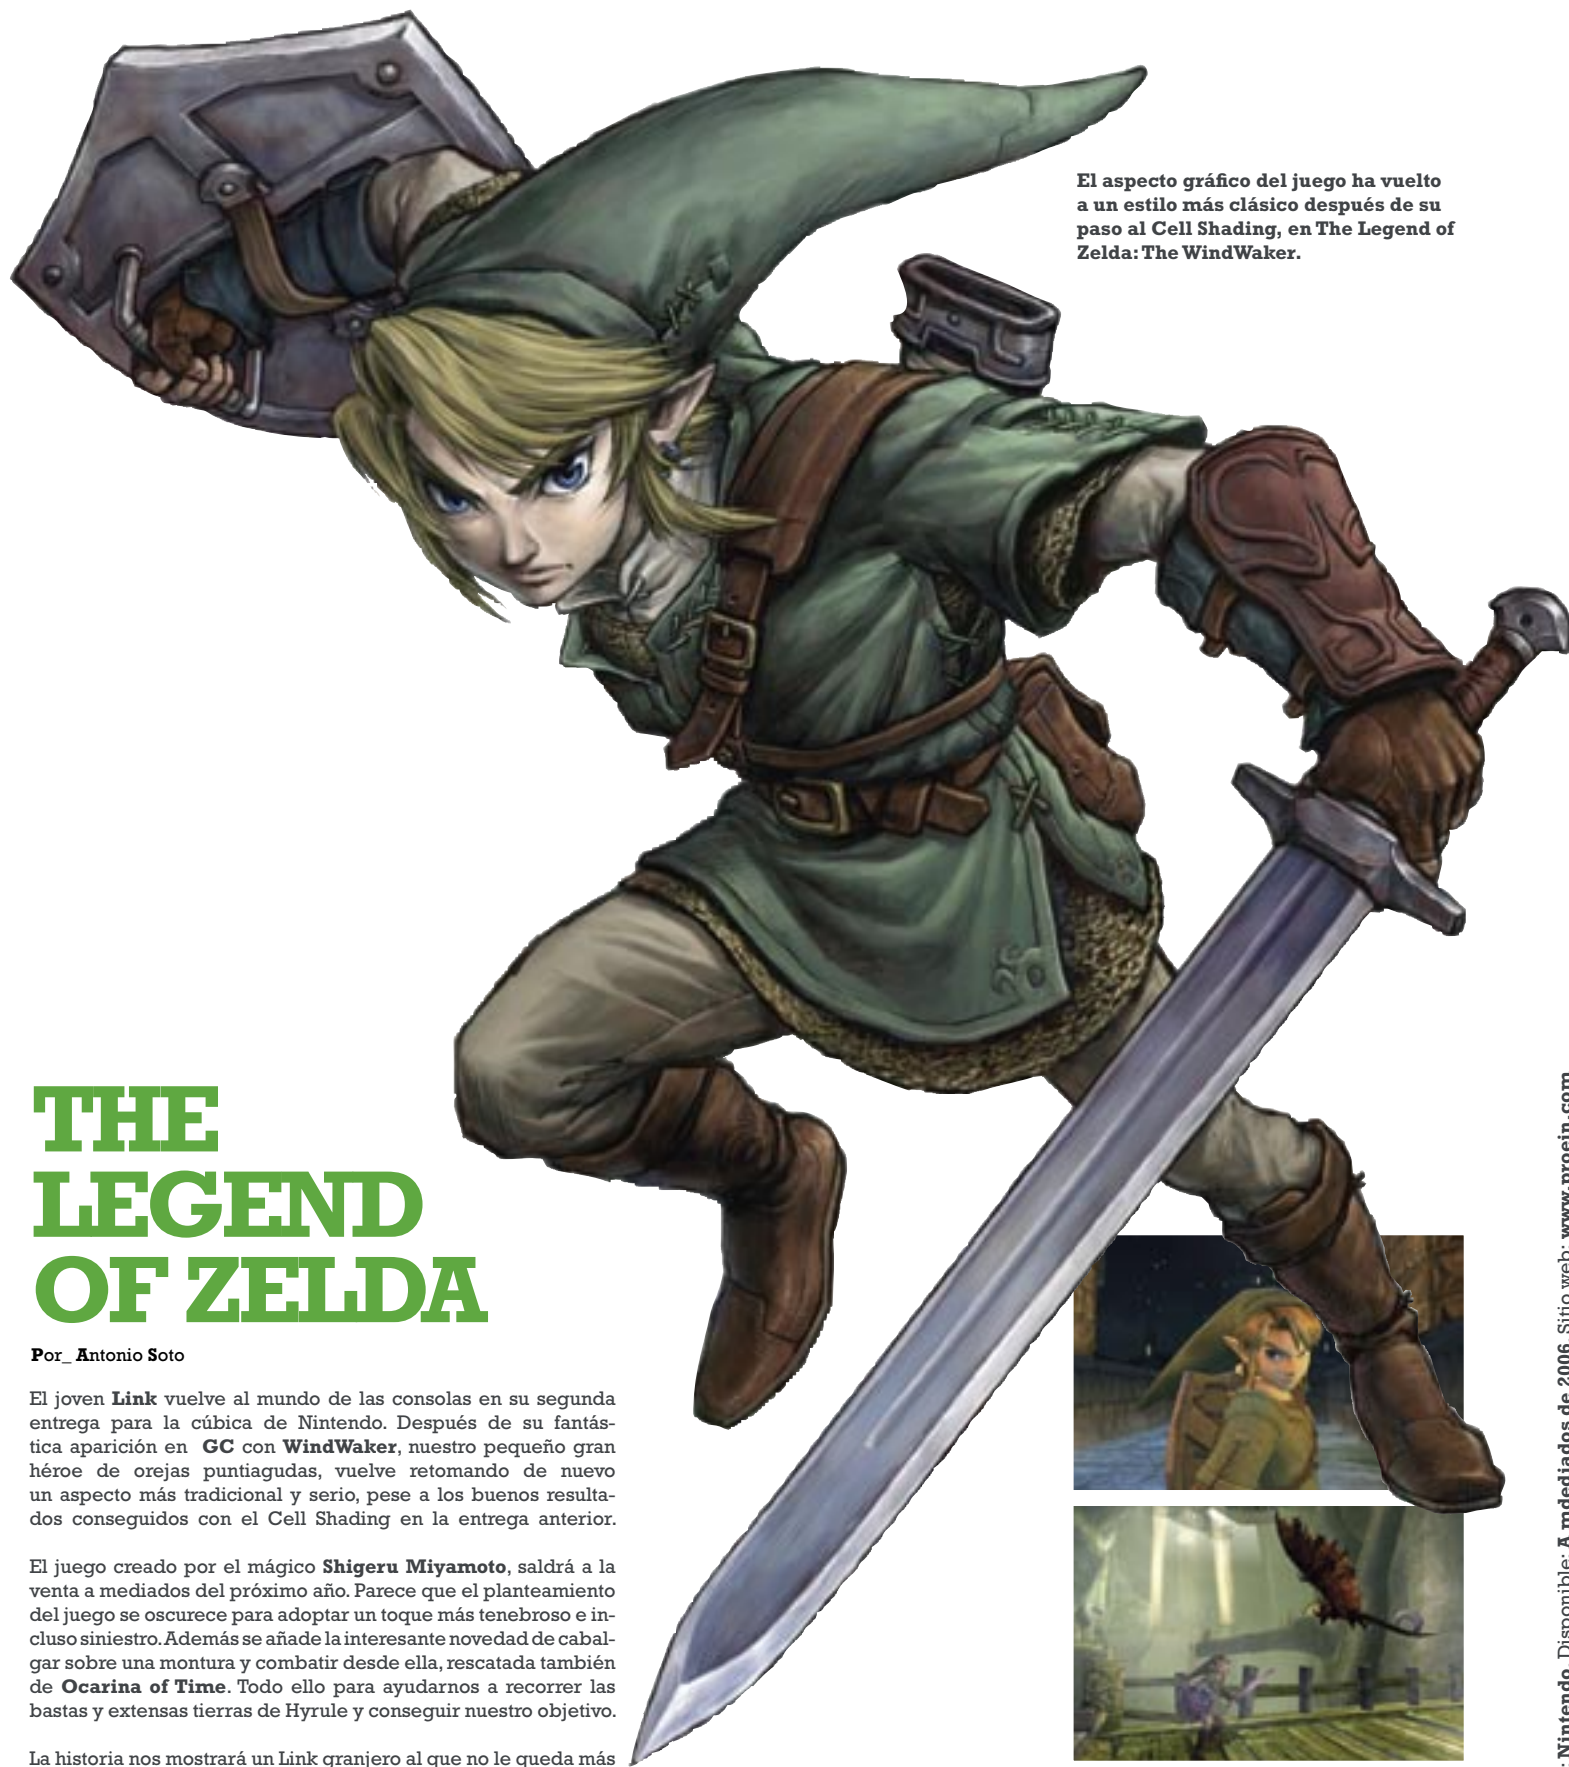 El aspecto gráfico del juego ha vuelto
a un estilo más clásico después de su
paso al Cell Shading, en The Legend of
Zelda: The WindWaker.
THE
LEGEND
OF ZELDA
Por_ Antonio Soto
El joven Link vuelve al mundo de las consolas en su segunda
entrega para la cúbica de Nintendo. Después de su fantás-
tica aparición en GC con WindWaker, nuestro pequeño gran
héroe de orejas puntiagudas, vuelve retomando de nuevo
un aspecto más tradicional y serio, pese a los buenos resulta-
dos conseguidos con el Cell Shading en la entrega anterior.
El juego creado por el mágico Shigeru Miyamoto, saldrá a la
venta a mediados del próximo año. Parece que el planteamiento
del juego se oscurece para adoptar un toque más tenebroso e in-
cluso siniestro. Además se añade la interesante novedad de cabal-
gar sobre una montura y combatir desde ella, rescatada también
de Ocarina of Time. Todo ello para ayudarnos a recorrer las
bastas y extensas tierras de Hyrule y conseguir nuestro objetivo.
La historia nos mostrará un Link granjero al que no le queda más
: Nintendo Disponible: A mdediados de 2006 Sitio web: www.proein.com